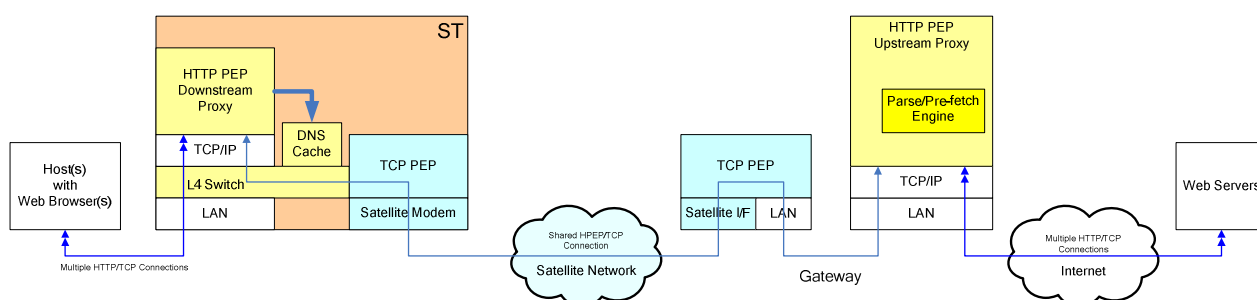 ST
HTTP PEP
Downstream
Proxy
DNS
Cache
TCP/IP
TCP PEP
L4 Switch
LAN
Satellite Modem
Host(s)
with
Web Browser(s)
Multiple HTTP/TCP Connections
Shared HPEP/TCP
Connection
Satellite Network
TCP PEP
Satellite I/F
LAN
Gateway
HTTP PEP
Upstream Proxy
Parse/Pre-fetch
Engine
TCP/IP
LAN
Multiple HTTP/TCP
Connections
Internet
Web Servers